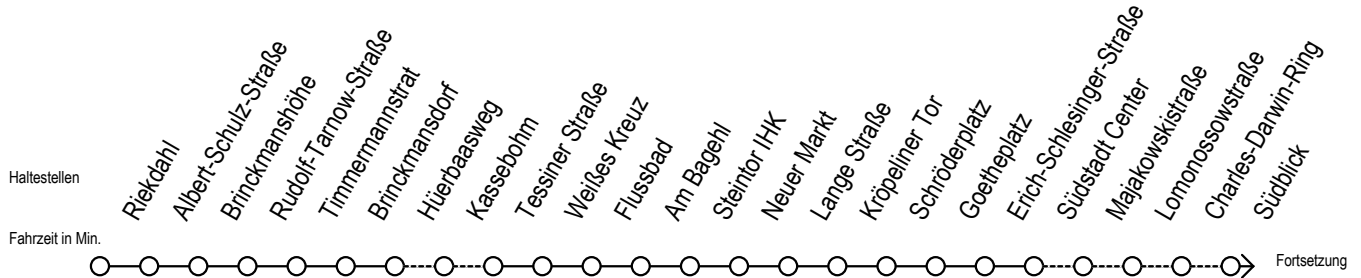 Haltestellen
Riekdahl
Albert-Schulz-Straße
Brinckmanshöhe
Rudolf-Tarnow-Straße
Timmermannstrat
Brinckmansdorf
Hüerbaasweg
Kassebohm
Tessiner Straße
Weißes Kreuz
Flussbad
Am Bagehl
Steintor IHK
Neuer Markt
Lange Straße
Kröpeliner Tor
Schröderplatz
Goetheplatz
Erich-Schlesinger-Straße
Südstadt Center
Majakowskistraße
Lomonossowstraße
Charles-Darwin-Ring
Südblick
Fahrzeit in Min.
Fortsetzung